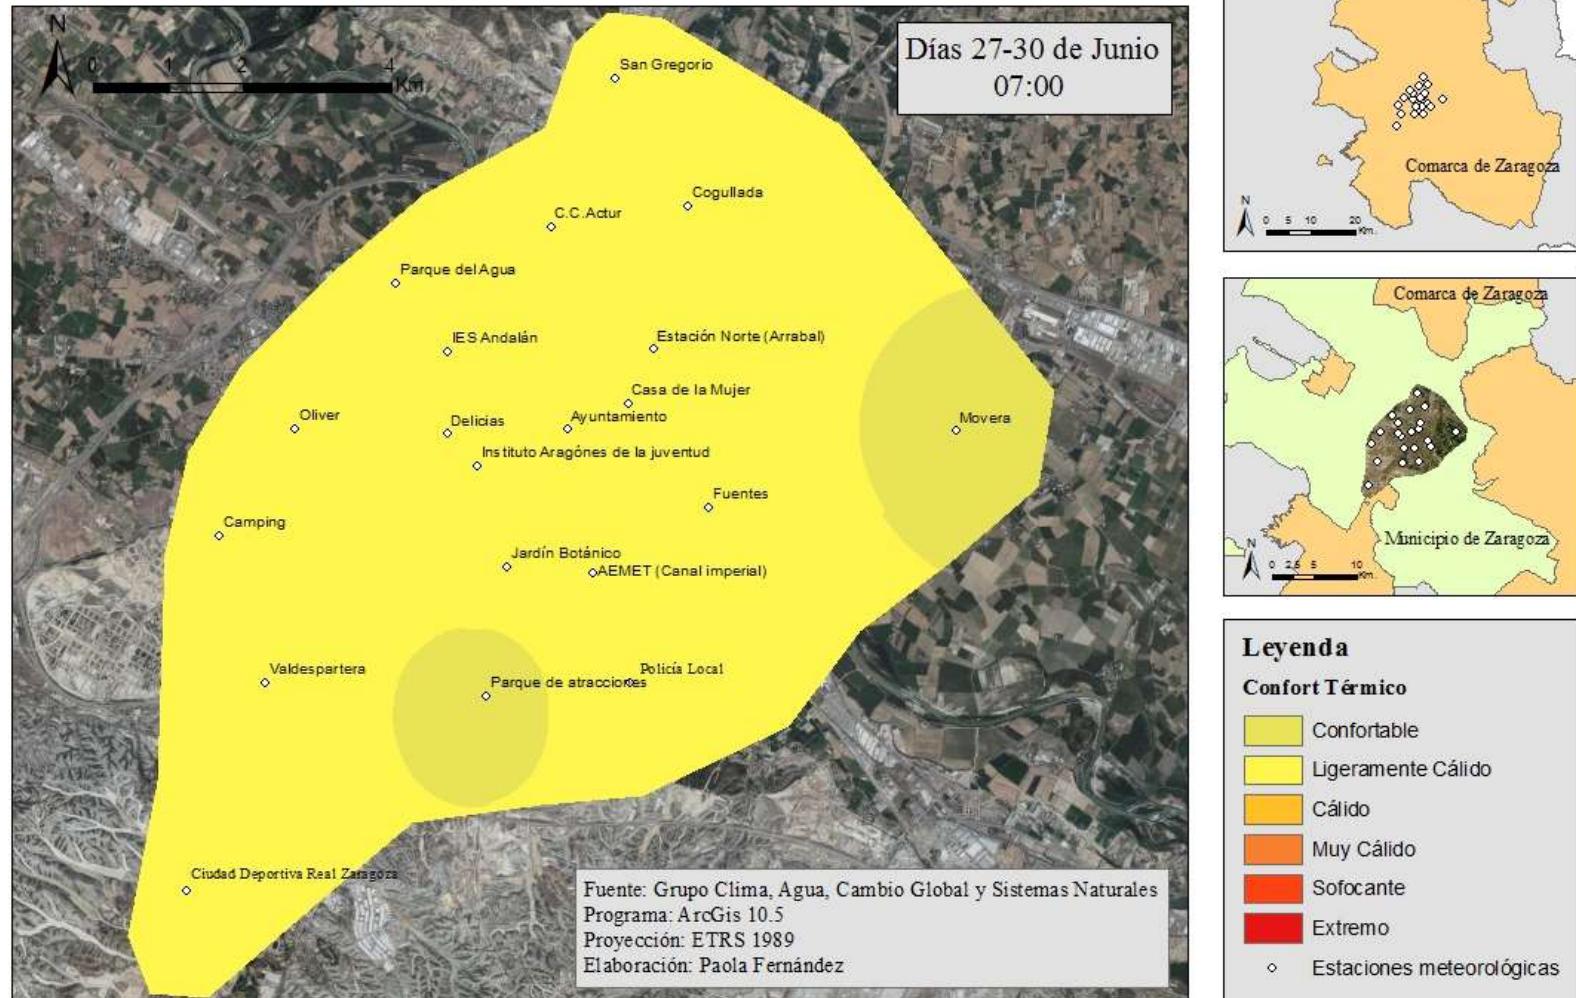 N
0 1 2 4
Km
Días 27-30 de Junio
07:00
San Gregorio
Cogullada
C.C.Actur
Parque del Agua
IES Andalán
Estación Norte (Arrabal)
Casa de la Mujer
Oliver
Delicias
Ayuntamiento
Movera
Instituto Aragónes de la juventud
Fuentes
Camping
Jardín Botánico
AEMET (Canal imperial)
Valdespartera
Parque de atracciones
Policía Local
Ciudad Deportiva Real Zaragoza
Fuente: Grupo Clima, Agua, Cambio Global y Sistemas Naturales
Programa: ArcGis 10.5
Proyección: ETRS 1989
Elaboración: Paola Fernández
Comarca de Zaragoza
N
0 5 10 20
Km.
Comarca de Zaragoza
Municipio de Zaragoza
N
0 2,5 5 10
Km.
Leyenda
Confort Térmico
Confortable
Ligeramente Cálido
Cálido
Muy Cálido
Sofocante
Extremo
Estaciones meteorológicas